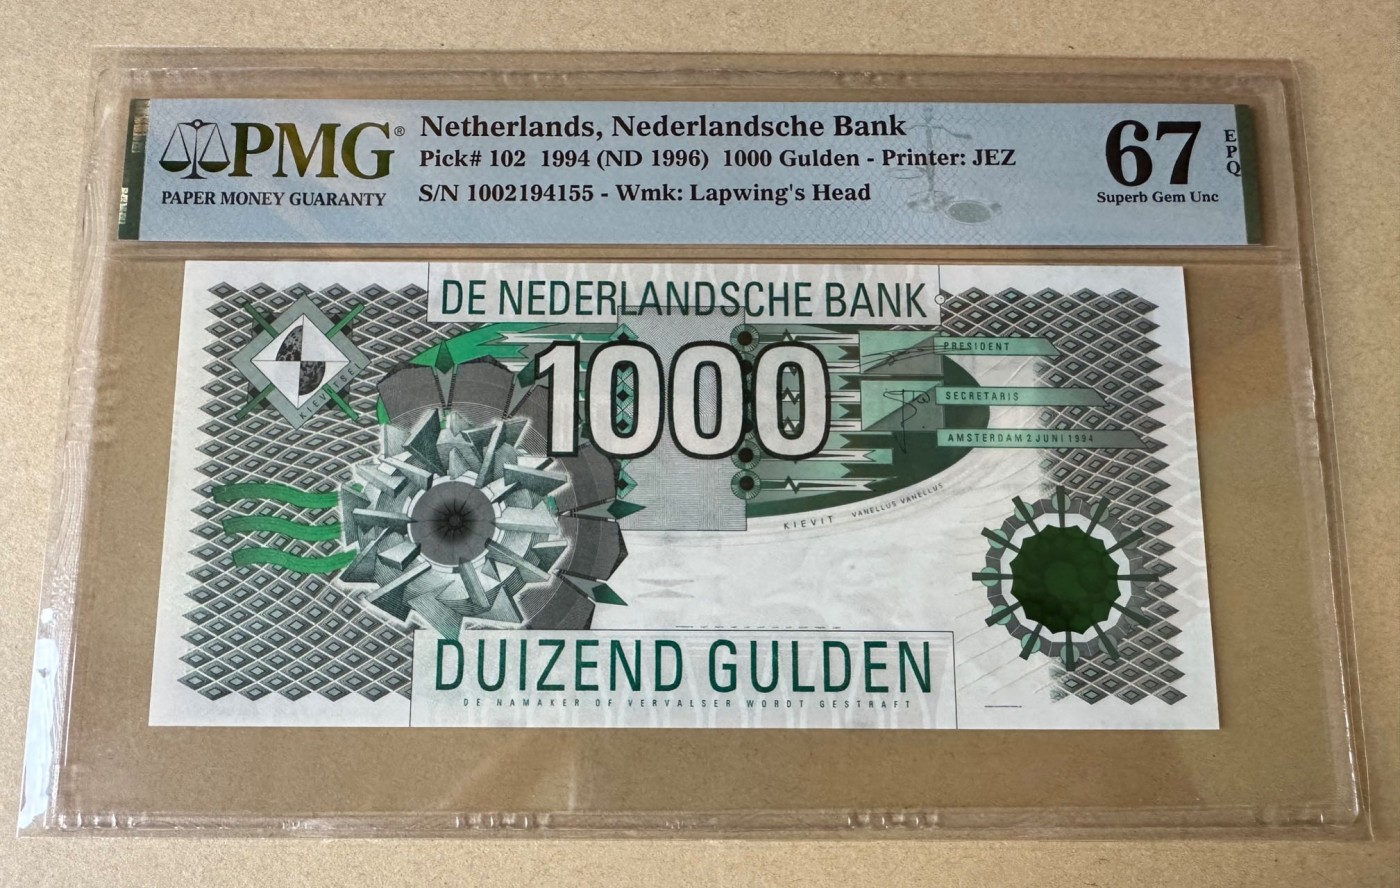 PMG®
PAPER MONEY GUARANTY
Netherlands, Nederlandsche Bank
Pick# 102 1994 (ND 1996) 1000 Gulden - Printer: JEZ
S/N 1002194155 - Wmk: Lapwing's Head
67
EPQ
Superb Gem Unc
DE NEDERLANDSCHE BANK
1000
PRESIDENT
SECRETARIS
AMSTERDAM 2 JUNI 1994
KIEVIT VANELLUS VANELLUS
DUIZEND GULDEN
DE NAMAKER OF VERVALSER WORDT GESTRAFT